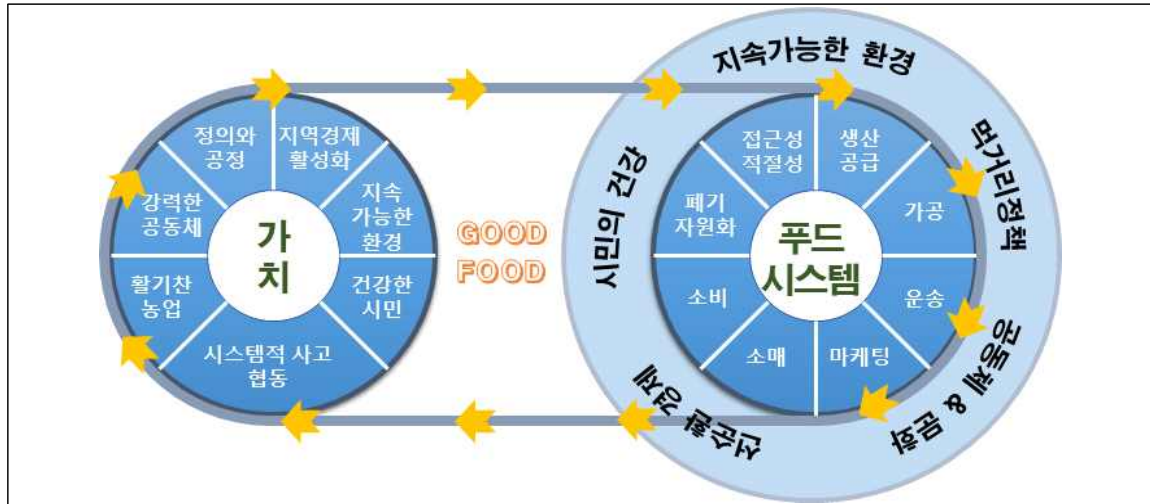 지속가능한 환경
먹거리정책
공동체 & 문화
선순환 경제
시민의 건강
정의와
공정
지역경제
활성화
지속
가능한
환경
건강한
시민
시스템적 사고
협동
활기찬
농업
강력한
공동체
가
치
GOOD
FOOD
접근성
적절성
생산
공급
가공
운송
마케팅
소매
소비
폐기
자원화
푸드
시스템